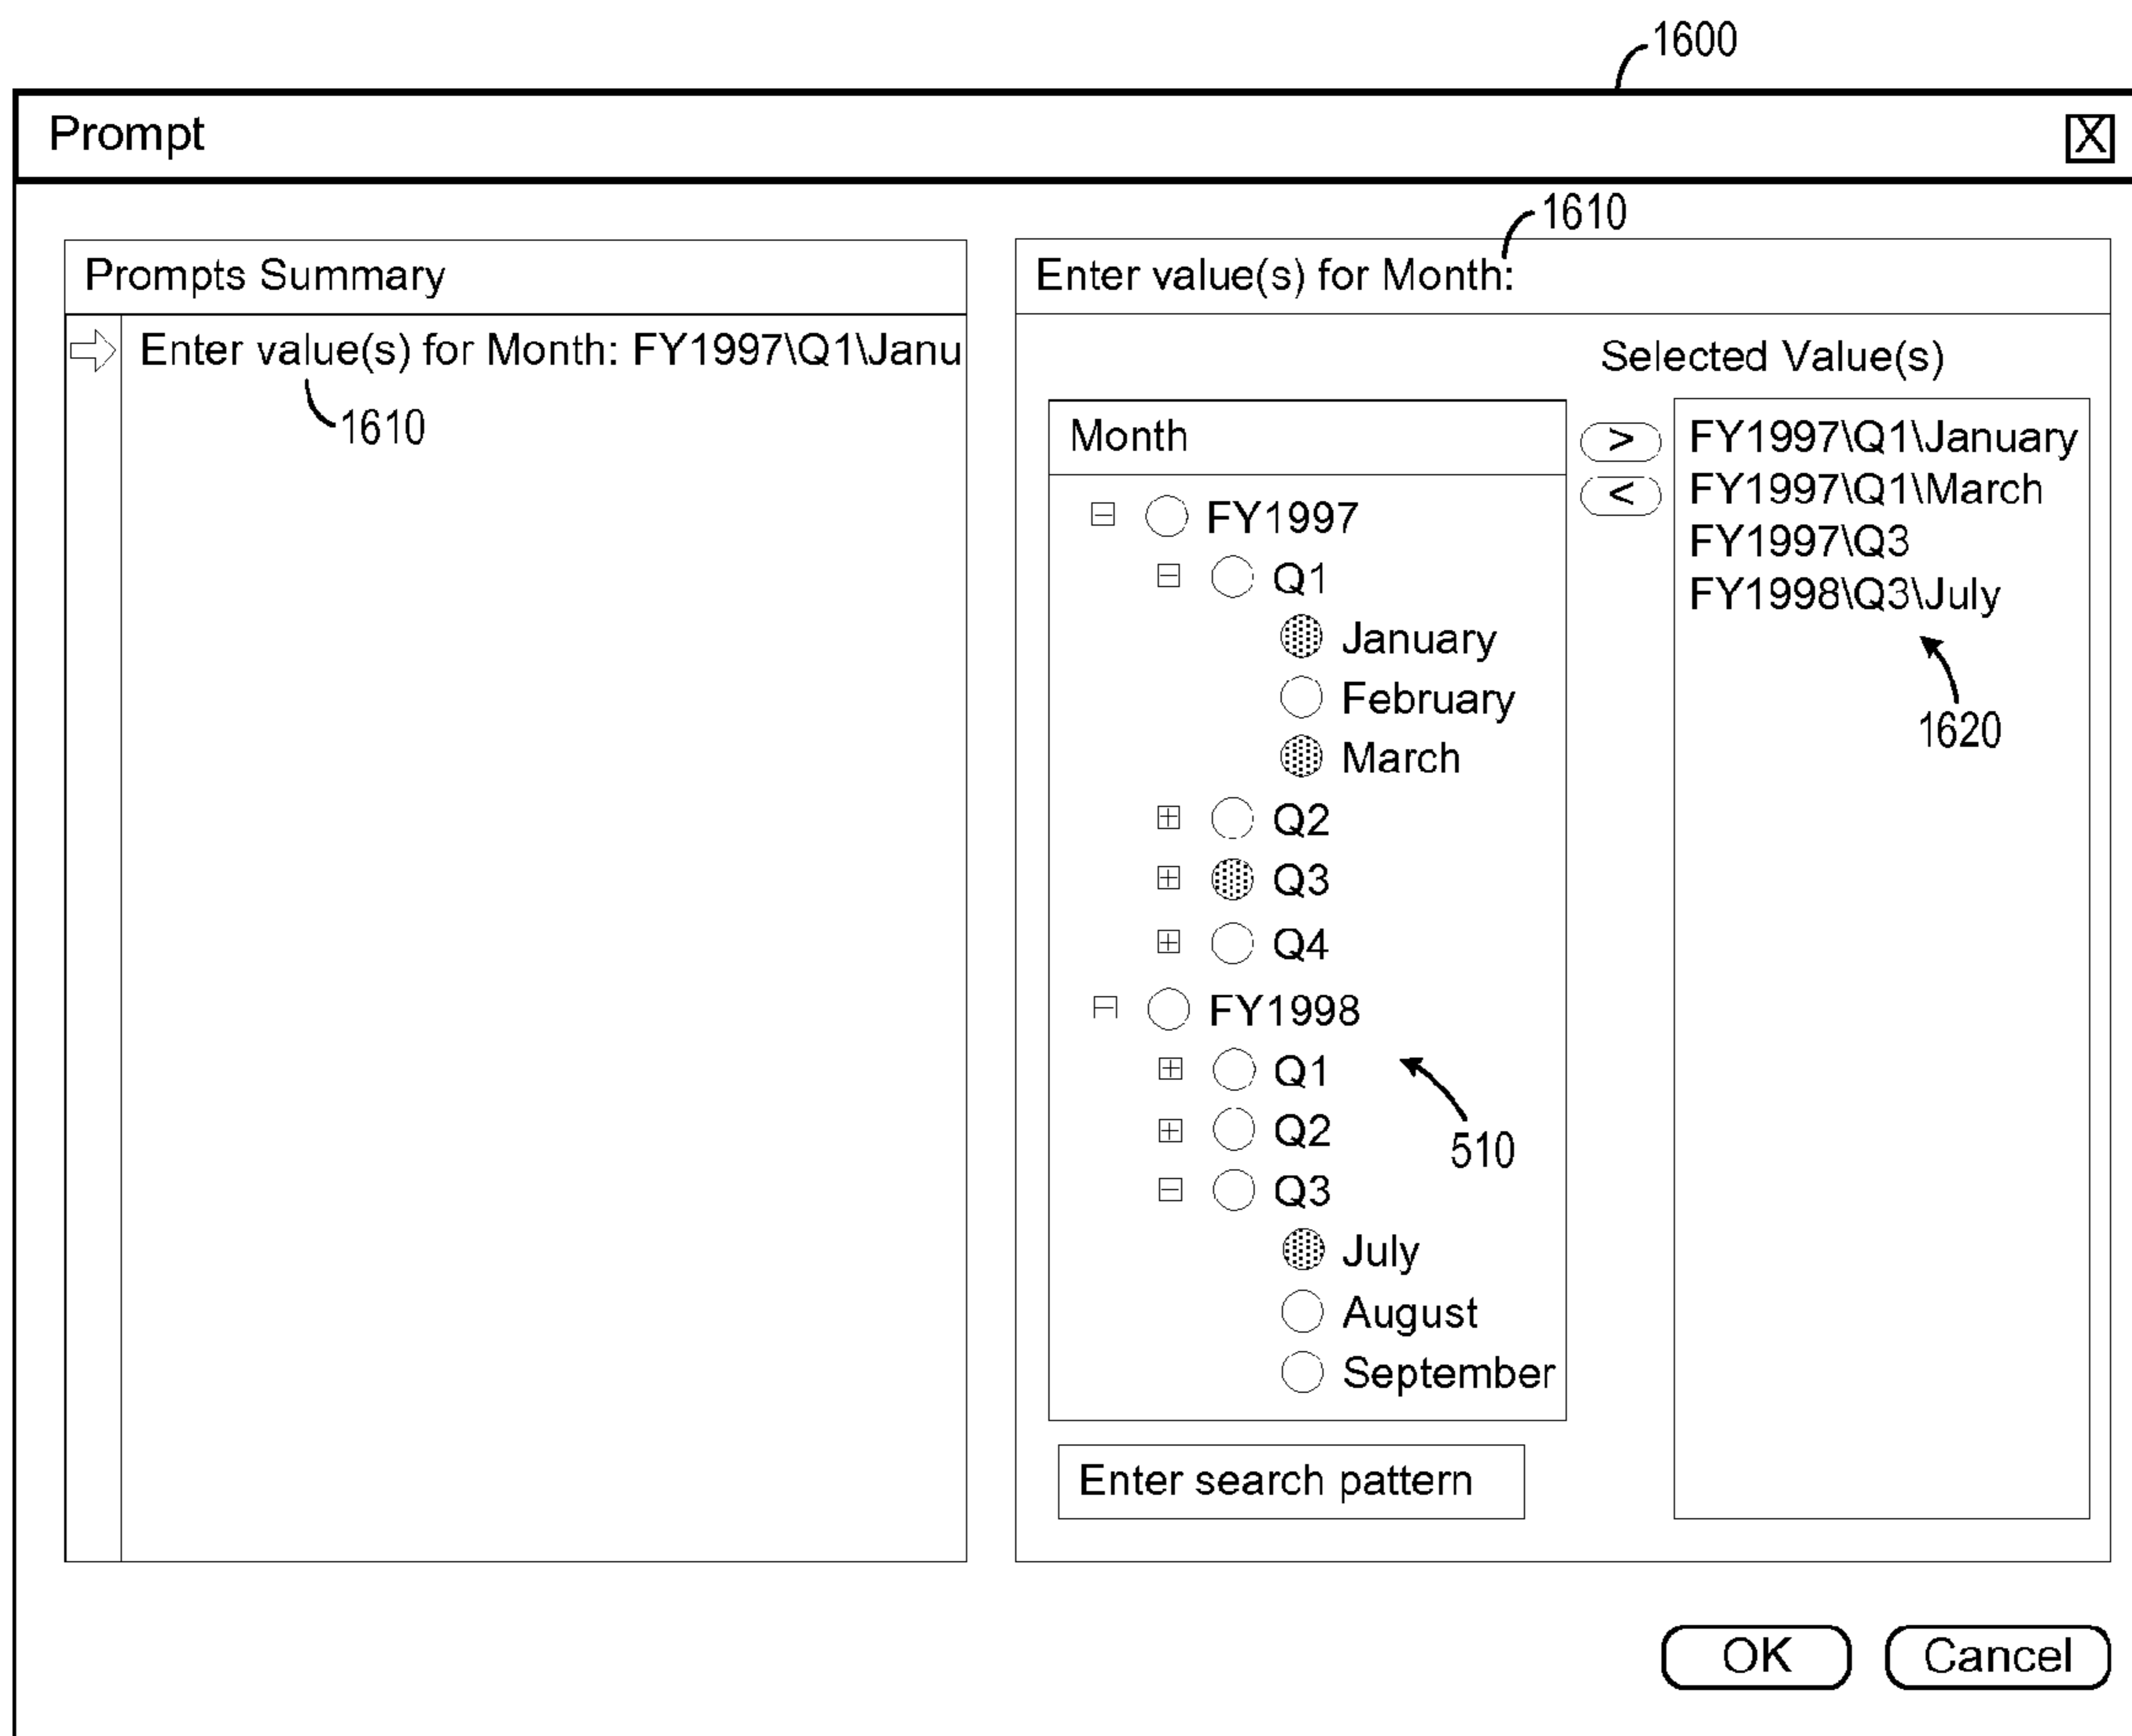 1600
Prompt
X
1610
Prompts Summary
Enter value(s) for Month: FY1997\Q1\Janu
1610
Enter value(s) for Month:
Selected Value(s)
Month
FY1997
Q1
January
February
March
Q2
Q3
Q4
FY1998
Q1
Q2
Q3
July
August
September
510
Enter search pattern
>
<
FY1997\Q1\January
FY1997\Q1\March
FY1997\Q3
FY1998\Q3\July
1620
OK
Cancel